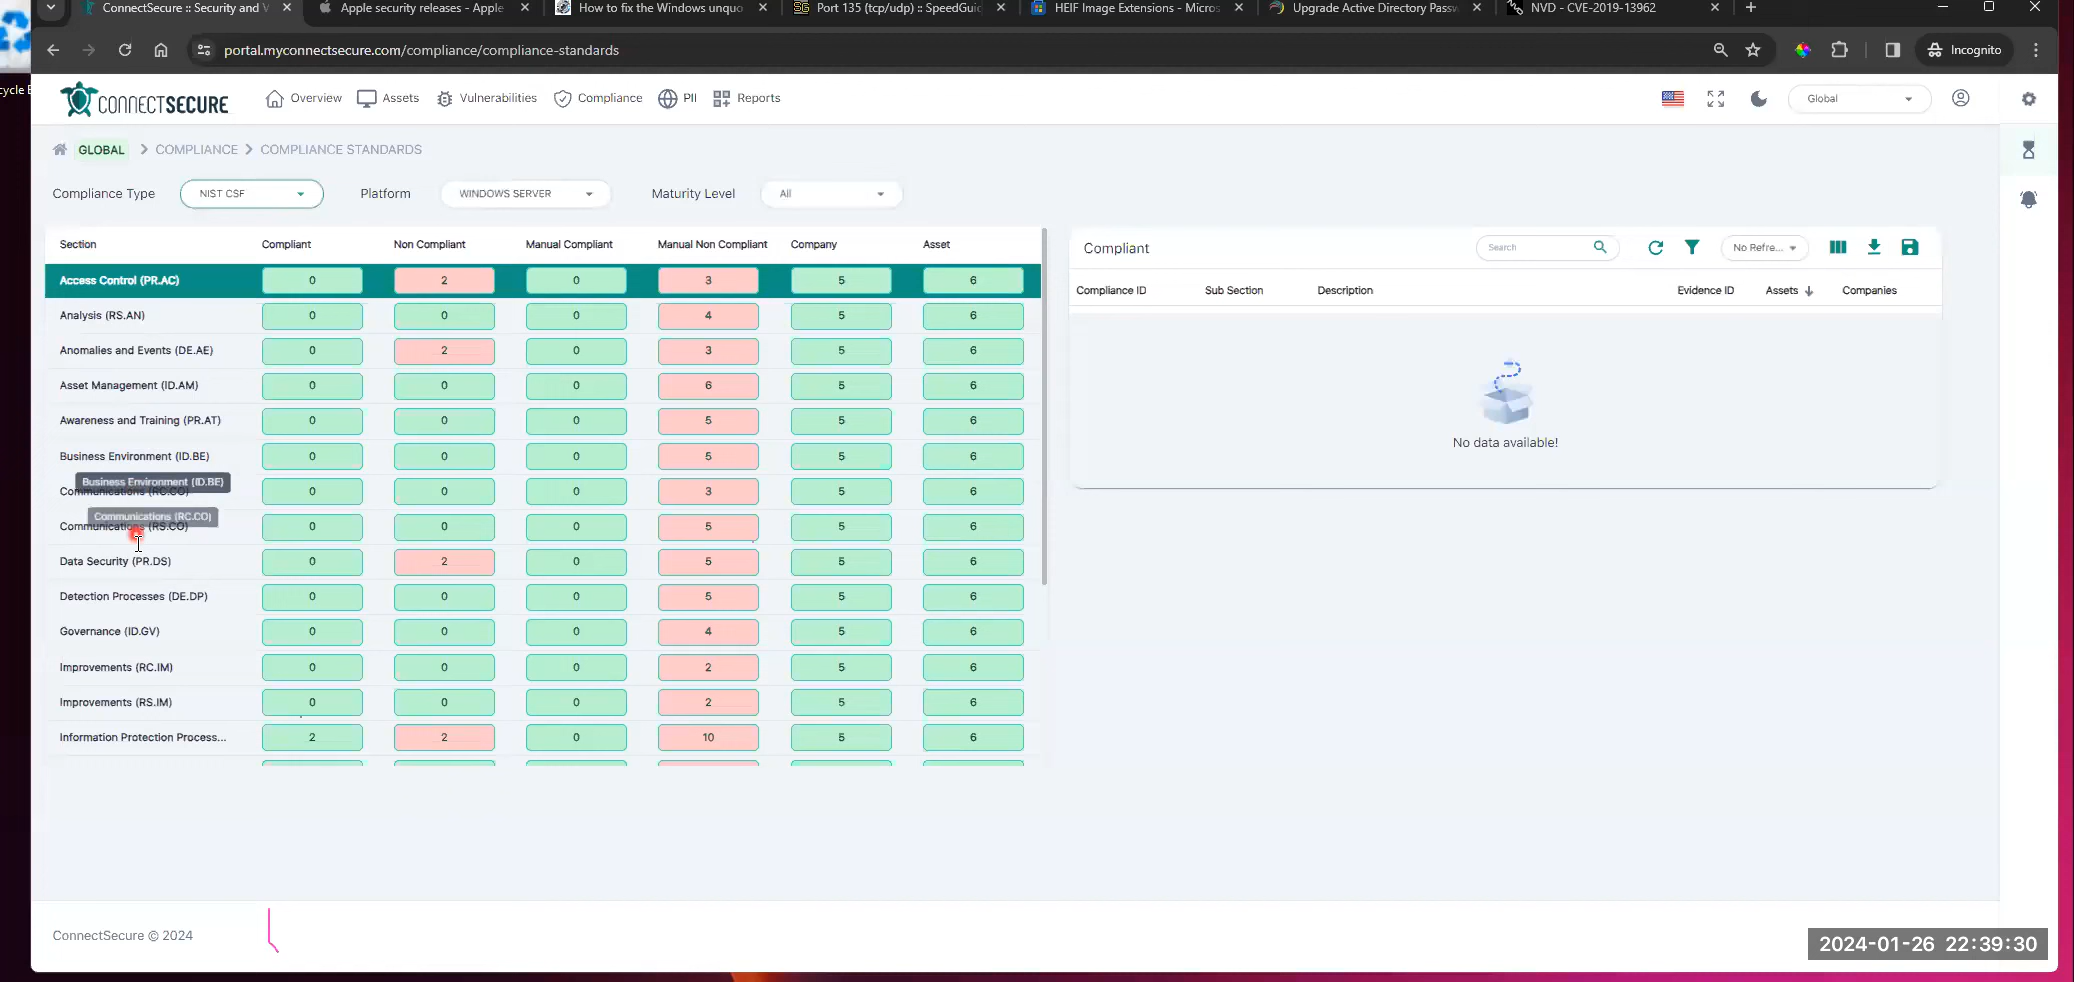 ConnectSecure :: Security and V
Apple security releases - Apple
How to fix the Windows unquo
SG Port 135 (tcp/udp) :: SpeedGuid
HEIF Image Extensions - Micros
Upgrade Active Directory Passw
NVD - CVE-2019-13962
portal.myconnectsecure.com/compliance/compliance-standards
Incognito
cycle B
CONNECTSECURE
Overview
Assets
Vulnerabilities
Compliance
PII
Reports
Global
GLOBAL > COMPLIANCE > COMPLIANCE STANDARDS
Compliance Type NIST CSF Platform WINDOWS SERVER Maturity Level All
Section Compliant Non Compliant Manual Compliant Manual Non Compliant Company Asset
Access Control (PR.AC) 0 2 0 3 5 6
Analysis (RS.AN) 0 0 0 4 5 6
Anomalies and Events (DE.AE) 0 2 0 3 5 6
Asset Management (ID.AM) 0 0 0 6 5 6
Awareness and Training (PR.AT) 0 0 0 5 5 6
Business Environment (ID.BE) 0 0 0 5 5 6
Business Environment (ID.BE)
Communications (RC.CO) 0 0 0 3 5 6
Communications (RC.CO)
Communications (RS.CO) 0 0 0 5 5 6
Data Security (PR.DS) 0 2 0 5 5 6
Detection Processes (DE.DP) 0 0 0 5 5 6
Governance (ID.GV) 0 0 0 4 5 6
Improvements (RC.IM) 0 0 0 2 5 6
Improvements (RS.IM) 0 0 0 2 5 6
Information Protection Process... 2 2 0 10 5 6
Compliant
Search
No Refre...
Compliance ID Sub Section Description Evidence ID Assets Companies
No data available!
ConnectSecure © 2024
2024-01-26 22:39:30